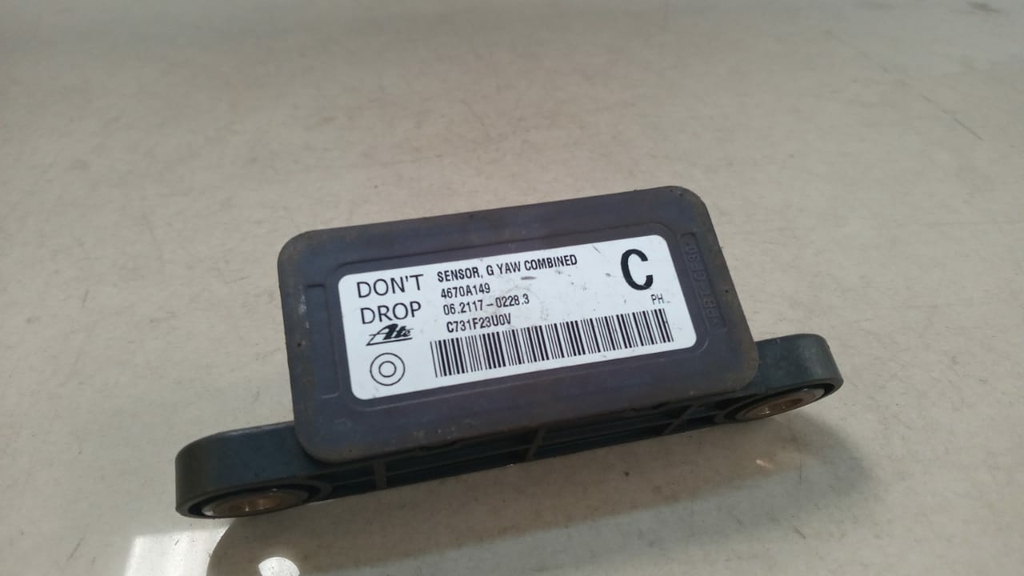 DON'T
DROP
Ate
SENSOR, G YAW COMBINED
4670A149
06.2117-0228.3
C731F23U0V
C
PH..